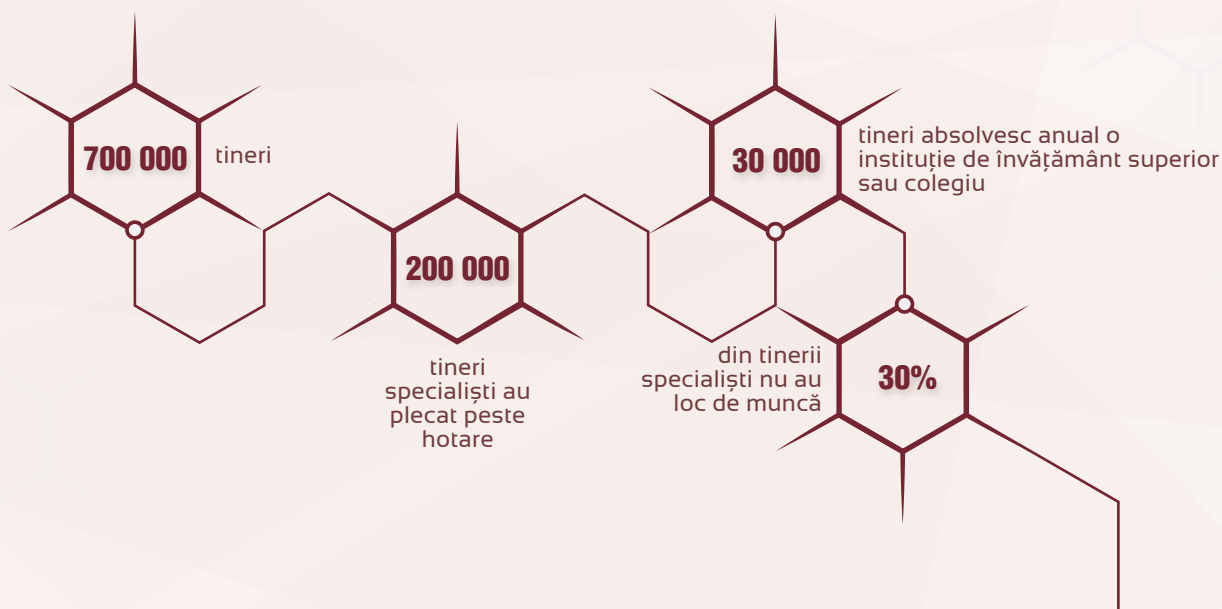 700 000
tineri
200 000
tineri
specialiști au
plecat peste
hotare
30 000
tineri absolvesc anual o
instituție de învățământ superior
sau colegiu
30%
din tinerii
specialiști nu au
loc de muncă